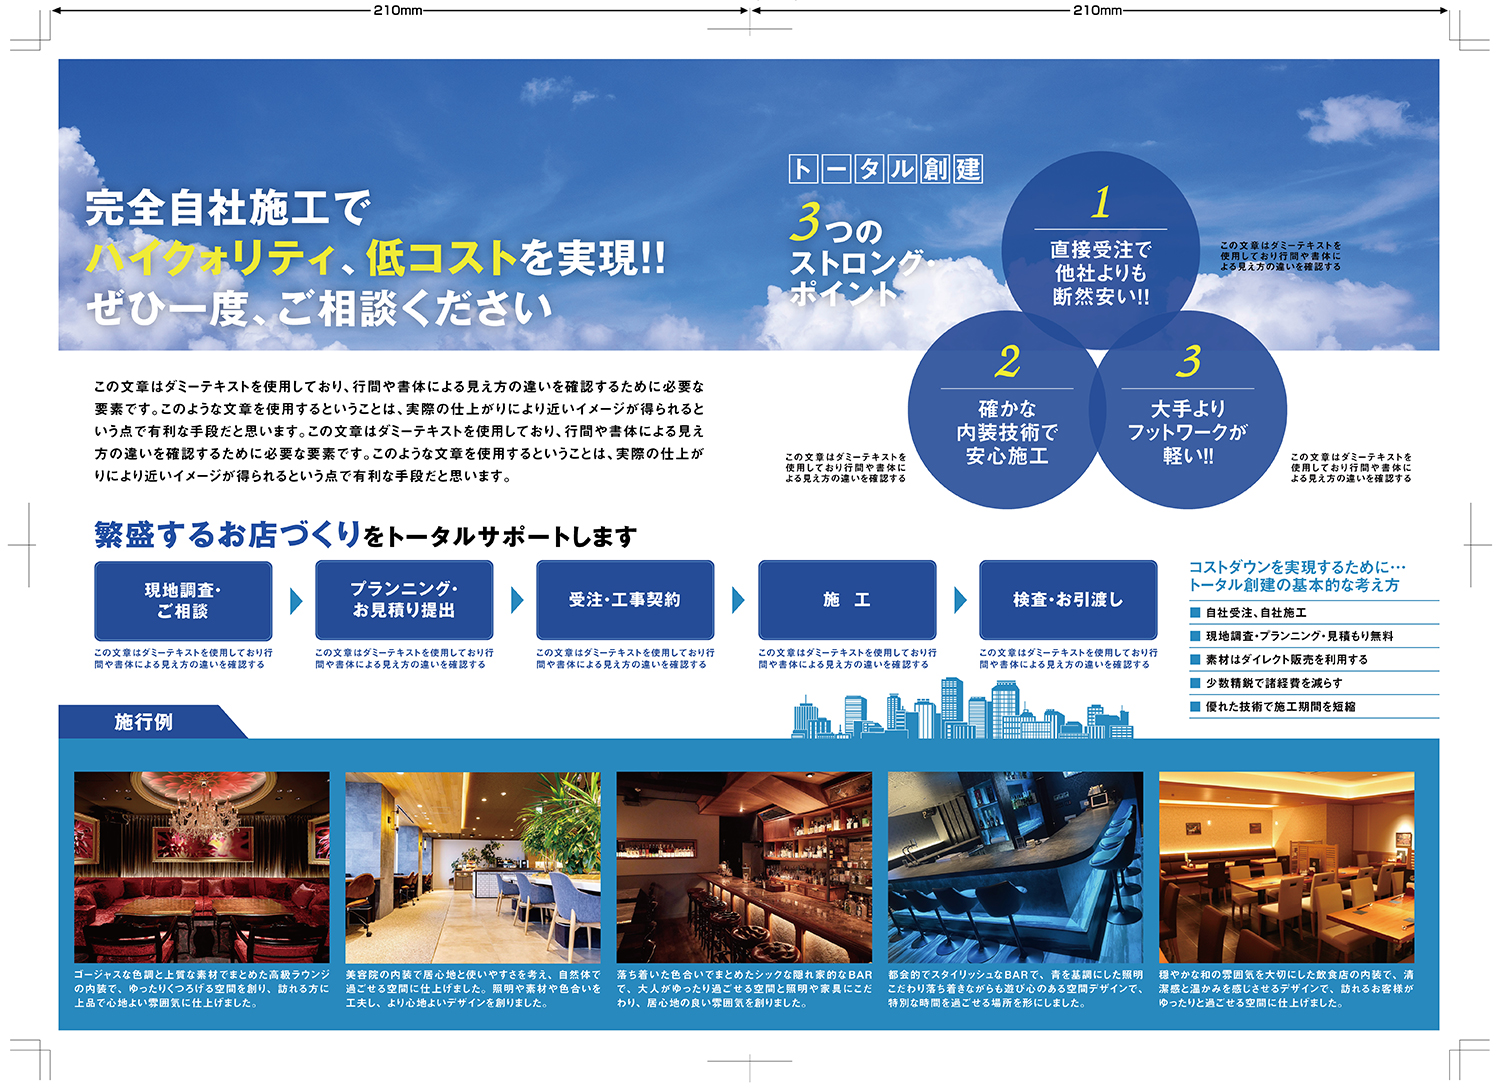 210mm
210mm
完全自社施工で
ハイクォリティ、低コストを実現!!
ぜひ一度、ご相談ください
トータル創建
3つの
ストロング・
ポイント
1
直接受注で
他社よりも
断然安い!!
この文章はダミーテキストを
使用しており行間や書体に
よる見え方の違いを確認する
2
確かな
内装技術で
安心施工
この文章はダミーテキストを
使用しており行間や書体に
よる見え方の違いを確認する
3
大手より
フットワークが
軽い!!
この文章はダミーテキストを
使用しており行間や書体に
よる見え方の違いを確認する
この文章はダミーテキストを使用しており、行間や書体による見え方の違いを確認するために必要な
要素です。このような文章を使用するということは、実際の仕上がりにより近いイメージが得られると
いう点で有利な手段だと思います。この文章はダミーテキストを使用しており、行間や書体による見え
方の違いを確認するために必要な要素です。このような文章を使用するということは、実際の仕上が
りにより近いイメージが得られるという点で有利な手段だと思います。
繁盛するお店づくりをトータルサポートします
現地調査・
ご相談
この文章はダミーテキストを使用しており行
間や書体による見え方の違いを確認する
プランニング・
お見積り提出
この文章はダミーテキストを使用しており行
間や書体による見え方の違いを確認する
受注・工事契約
この文章はダミーテキストを使用しており行
間や書体による見え方の違いを確認する
施　工
この文章はダミーテキストを使用しており行
間や書体による見え方の違いを確認する
検査・お引渡し
この文章はダミーテキストを使用しており行
間や書体による見え方の違いを確認する
コストダウンを実現するために…
トータル創建の基本的な考え方
■ 自社受注、自社施工
■ 現地調査・プランニング・見積もり無料
■ 素材はダイレクト販売を利用する
■ 少数精鋭で諸経費を減らす
■ 優れた技術で施工期間を短縮
施行例
ゴージャスな色調と上質な素材でまとめた高級ラウンジ
の内装で、ゆったりくつろげる空間を創り、訪れる方に
上品で心地よい雰囲気に仕上げました。
美容院の内装で居心地と使いやすさを考え、自然体で
過ごせる空間に仕上げました。照明や素材や色合いを
工夫し、より心地よいデザインを創りました。
落ち着いた色合いでまとめたシックな隠れ家的なBAR
で、大人がゆったり過ごせる空間と照明や家具にこだ
わり、居心地の良い雰囲気を創りました。
都会的でスタイリッシュなBARで、青を基調にした照明
こだわり落ち着きながらも遊び心のある空間デザインで、
特別な時間を過ごせる場所を形にしました。
穏やかな和の雰囲気を大切にした飲食店の内装で、清
潔感と温かみを感じさせるデザインで、訪れるお客様が
ゆったりと過ごせる空間に仕上げました。